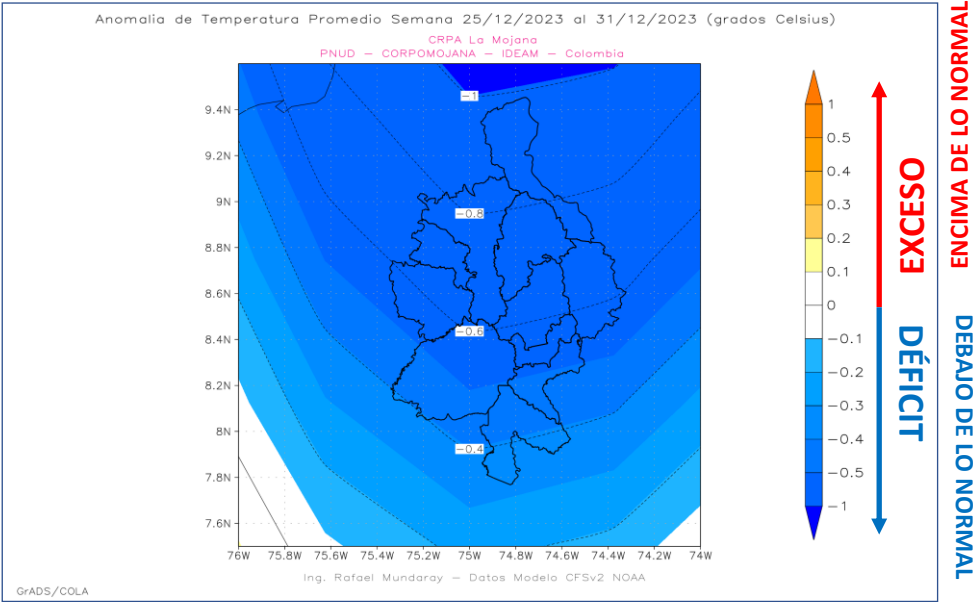 Anomalia de Temperatura Promedio Semana 25/12/2023 al 31/12/2023 (grados Celsius)
CRPA La Mojana
PNUD – CORPOMOJANA – IDEAM – Colombia
9.4N
9.2N
9N
8.8N
8.6N
8.4N
8.2N
8N
7.8N
7.6N
76W
75.8W
75.6W
75.4W
75.2W
75W
74.8W
74.6W
74.4W
74.2W
74W
−1
−0.8
−0.6
−0.4
1
0.5
0.4
0.3
0.2
0.1
0
−0.1
−0.2
−0.3
−0.4
−0.5
−1
EXCESO
DÉFICIT
ENCIMA DE LO NORMAL
DEBAJO DE LO NORMAL
Ing. Rafael Mundaray – Datos Modelo CFSv2 NOAA
GrADS/COLA